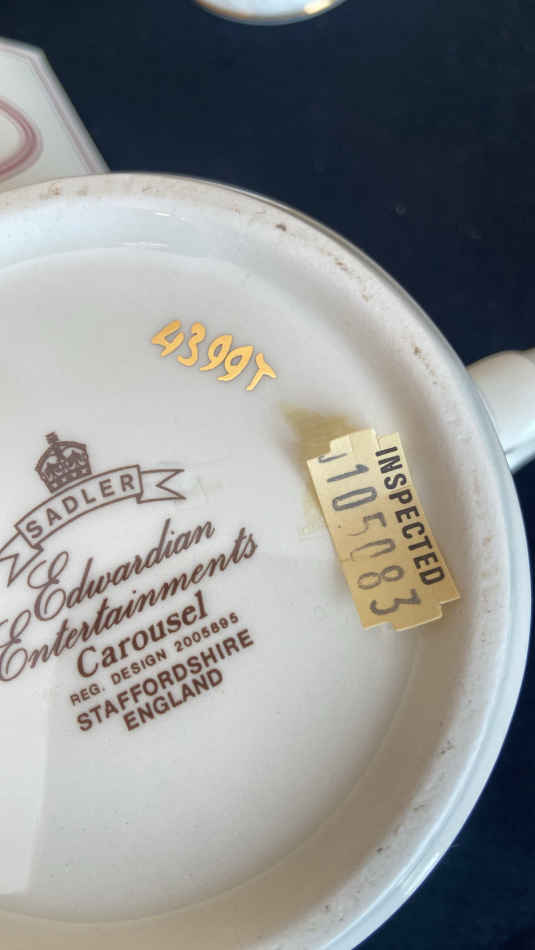 4399T
SADLER
Edwardian
Entertainments
Carousel
REG. DESIGN 2005895
STAFFORDSHIRE
ENGLAND
INSPECTED
J105083